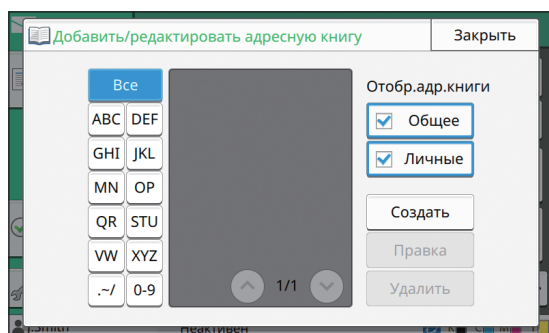 Добавить/редактировать адресную книгу
Закрыть
Все
Отобр.адр.книги
ABC DEF
Общее
GHI JKL
Личные
MN OP
QR STU
Создать
VW XYZ
Правка
.~/ 0-9
1/1
Удалить
J.Smith Неактивен